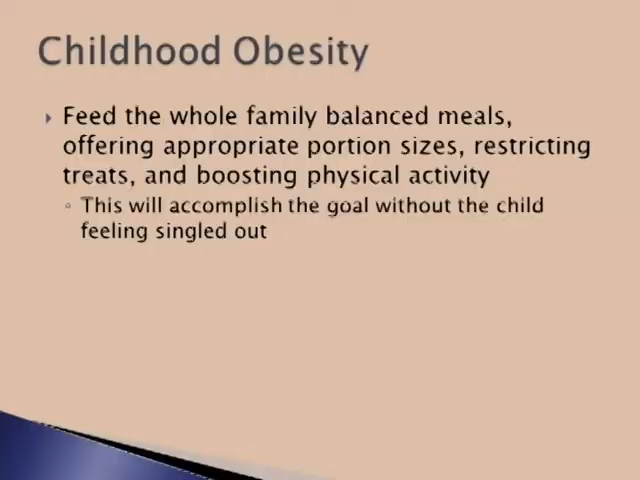 Childhood Obesity
Feed the whole family balanced meals,
offering appropriate portion sizes, restricting
treats, and boosting physical activity
This will accomplish the goal without the child
feeling singled out